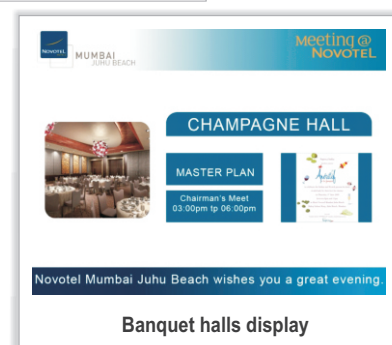 NOVOTEL
MUMBAI
JUHU BEACH
Meeting @
NOVOTEL
CHAMPAGNE HALL
MASTER PLAN
Chairman's Meet
03:00pm tp 06:00pm
Aperitif
Novotel Mumbai Juhu Beach wishes you a great evening.
Banquet halls display